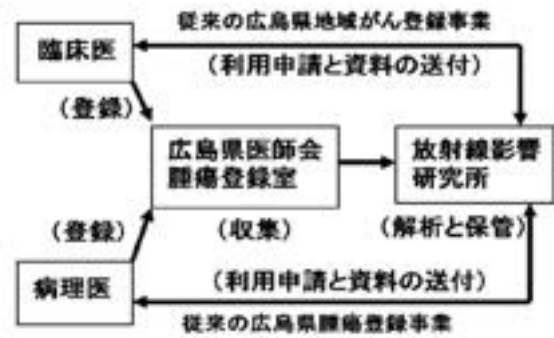 従来の広島県地域がん登録事業
臨床医
(利用申請と資料の送付)
(登録)
広島県医師会
腫瘍登録室
放射線影響
研究所
(登録)
(収集)
(解析と保管)
病理医
(利用申請と資料の送付)
従来の広島県腫瘍登録事業